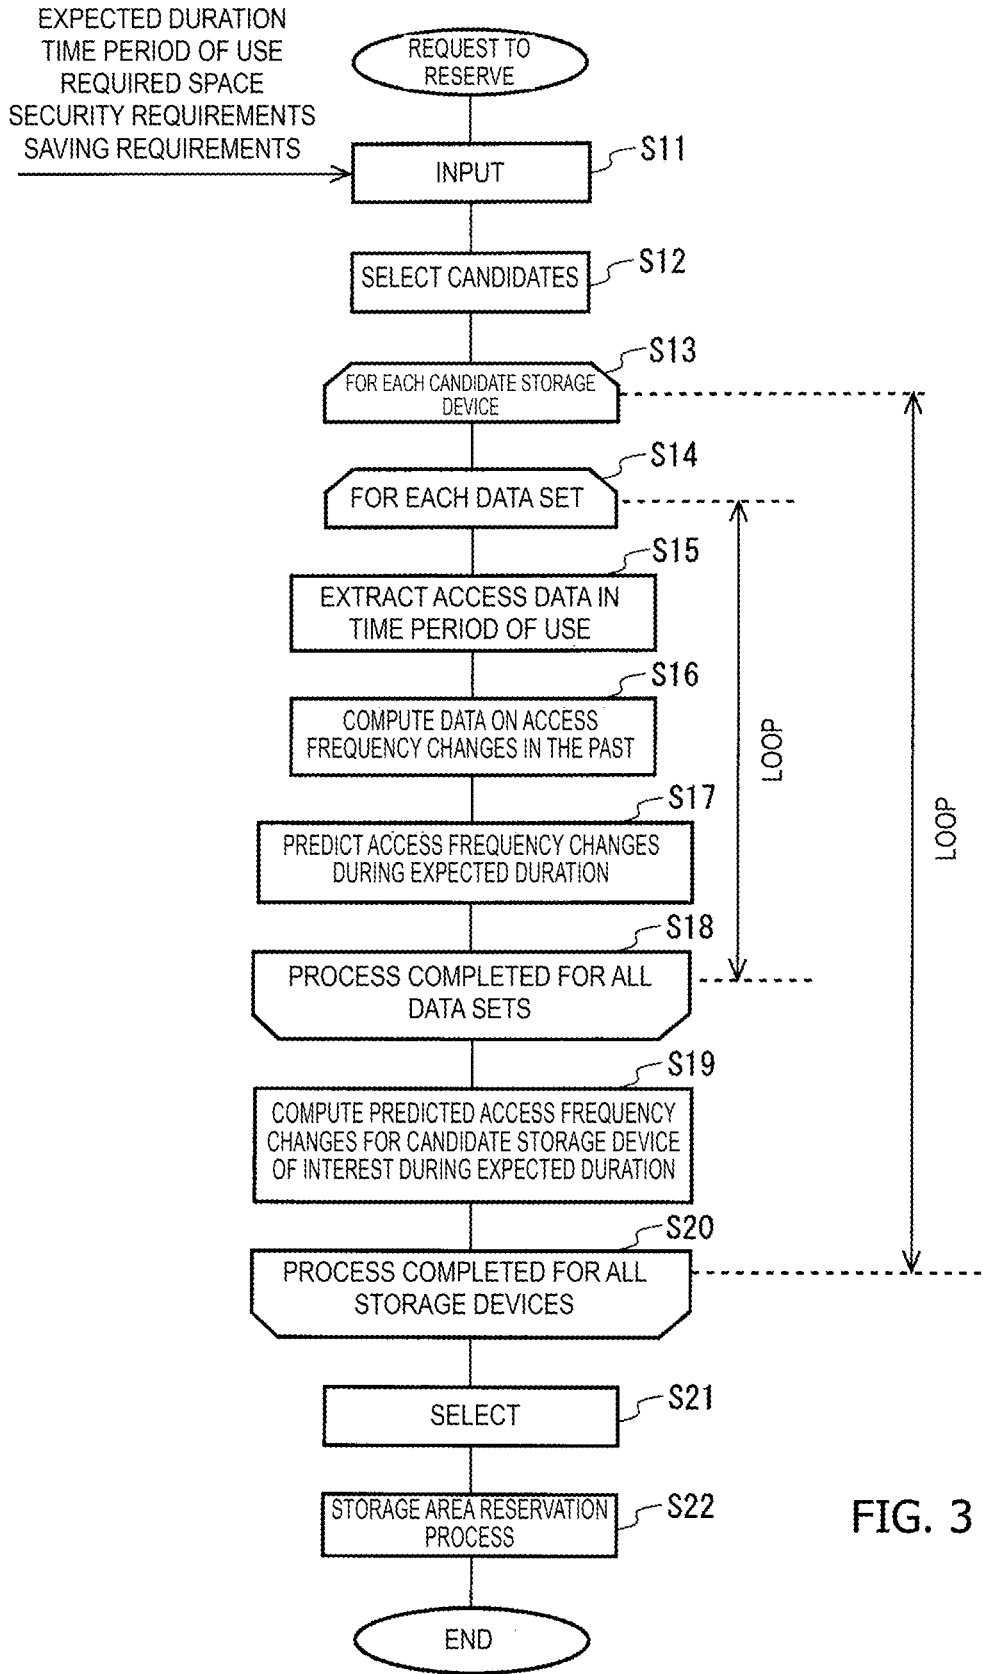 EXPECTED DURATION
TIME PERIOD OF USE
REQUIRED SPACE
SECURITY REQUIREMENTS
SAVING REQUIREMENTS
REQUEST TO
RESERVE
S11
INPUT
S12
SELECT CANDIDATES
S13
FOR EACH CANDIDATE STORAGE
DEVICE
S14
FOR EACH DATA SET
S15
EXTRACT ACCESS DATA IN
TIME PERIOD OF USE
S16
COMPUTE DATA ON ACCESS
FREQUENCY CHANGES IN THE PAST
LOOP
S17
PREDICT ACCESS FREQUENCY CHANGES
DURING EXPECTED DURATION
LOOP
S18
PROCESS COMPLETED FOR ALL
DATA SETS
S19
COMPUTE PREDICTED ACCESS FREQUENCY
CHANGES FOR CANDIDATE STORAGE DEVICE
OF INTEREST DURING EXPECTED DURATION
S20
PROCESS COMPLETED FOR ALL
STORAGE DEVICES
S21
SELECT
S22
STORAGE AREA RESERVATION
PROCESS
FIG. 3
END